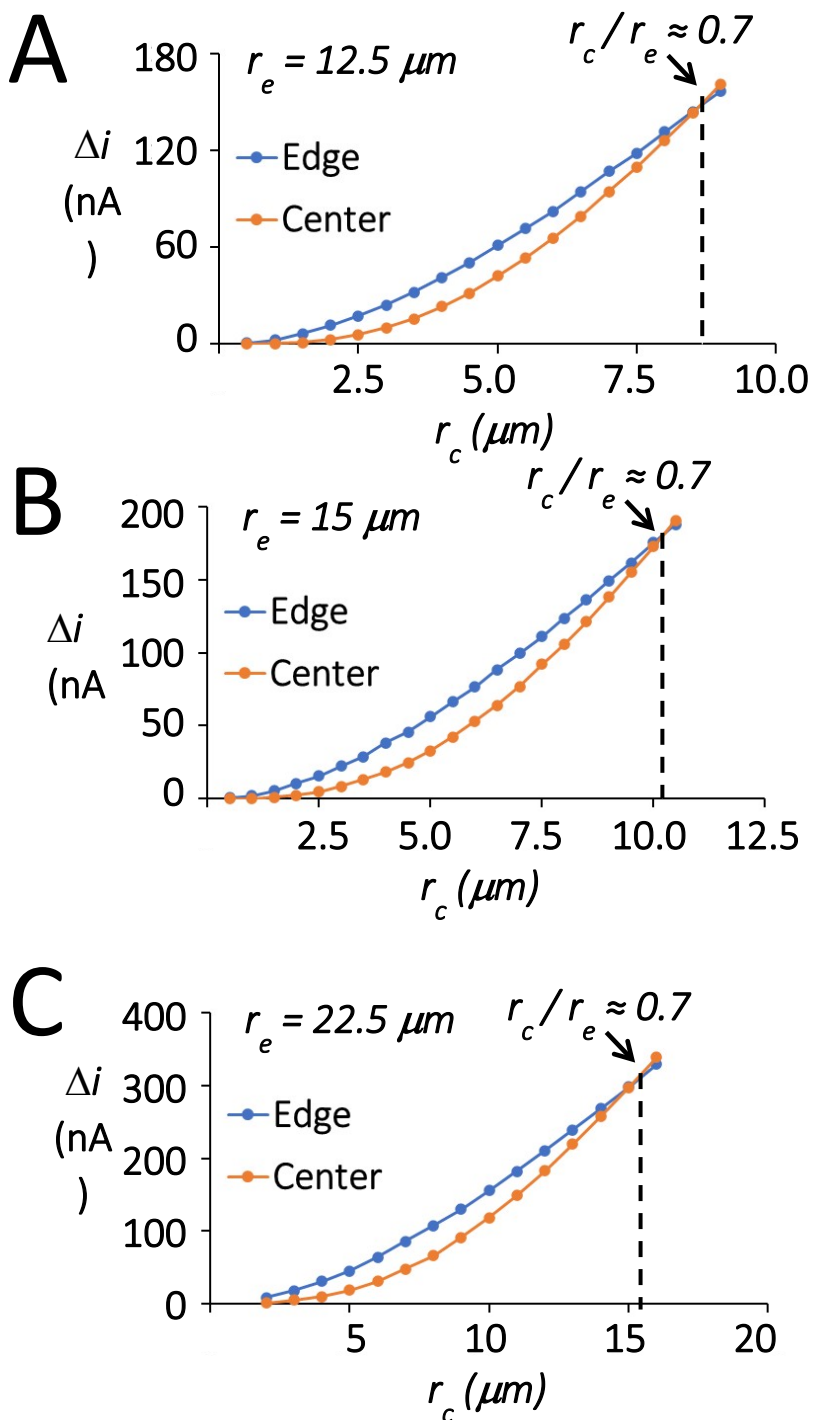 A
r_c / r_e ≈ 0.7
r_e = 12.5 μm
180
120
60
0
Δi
(nA
)
Edge
Center
2.5 5.0 7.5 10.0
r_c (μm)
B
r_c / r_e ≈ 0.7
r_e = 15 μm
200
150
100
50
0
Δi
(nA
Edge
Center
2.5 5.0 7.5 10.0 12.5
r_c (μm)
C
r_c / r_e ≈ 0.7
r_e = 22.5 μm
400
300
200
100
0
Δi
(nA
)
Edge
Center
5 10 15 20
r_c (μm)